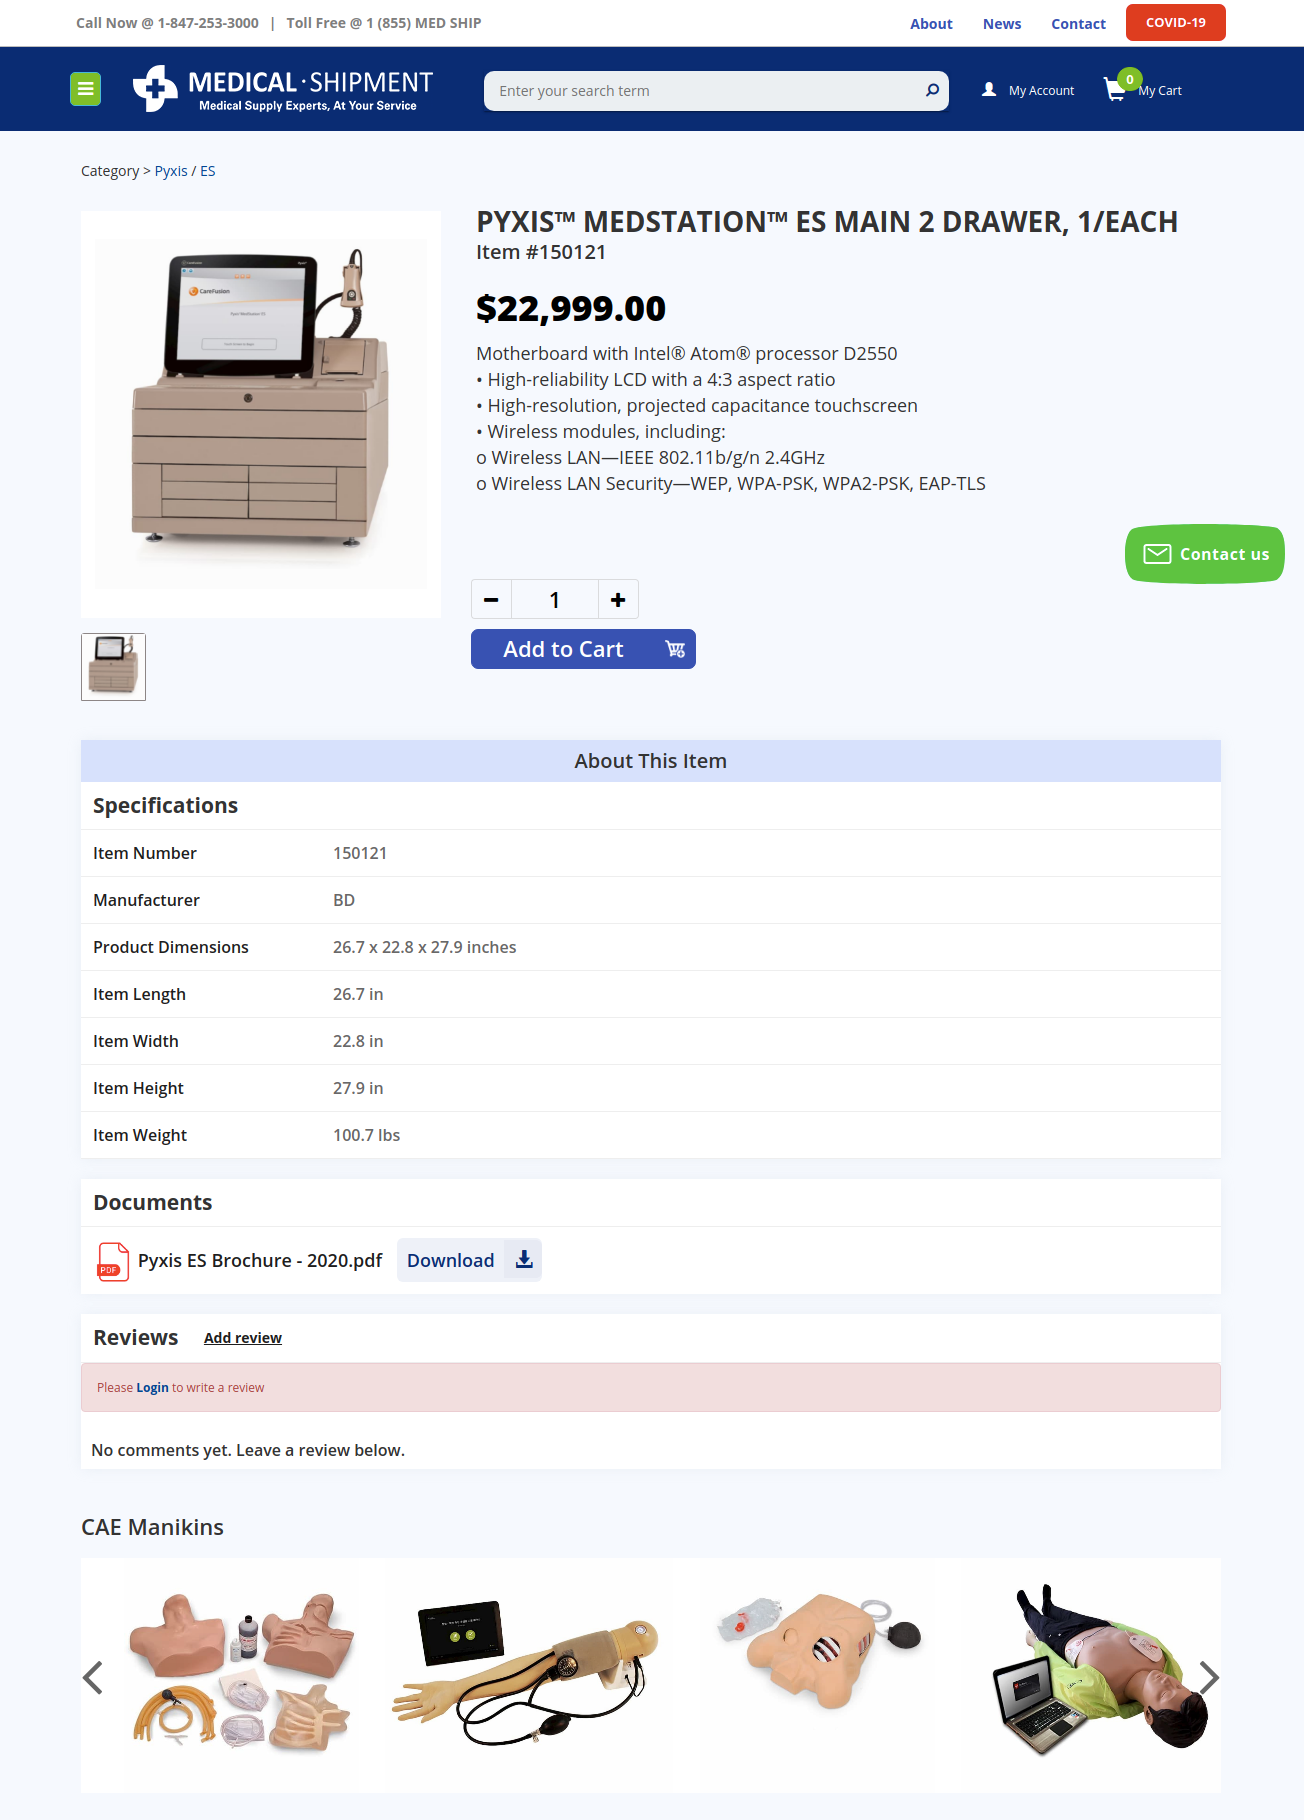 Call Now @ 1-847-253-3000 | Toll Free @ 1 (855) MED SHIP
About News Contact COVID-19
MEDICAL · SHIPMENT
Medical Supply Experts, At Your Service
Enter your search term
My Account
0
My Cart
Category > Pyxis / ES
PYXIS™ MEDSTATION™ ES MAIN 2 DRAWER, 1/EACH
Item #150121
$22,999.00
Motherboard with Intel® Atom® processor D2550
• High-reliability LCD with a 4:3 aspect ratio
• High-resolution, projected capacitance touchscreen
• Wireless modules, including:
o Wireless LAN—IEEE 802.11b/g/n 2.4GHz
o Wireless LAN Security—WEP, WPA-PSK, WPA2-PSK, EAP-TLS
CareFusion
Contact us
1
Add to Cart
About This Item
Specifications
Item Number 150121
Manufacturer BD
Product Dimensions 26.7 x 22.8 x 27.9 inches
Item Length 26.7 in
Item Width 22.8 in
Item Height 27.9 in
Item Weight 100.7 lbs
Documents
PDF Pyxis ES Brochure - 2020.pdf Download
Reviews Add review
Please Login to write a review
No comments yet. Leave a review below.
CAE Manikins